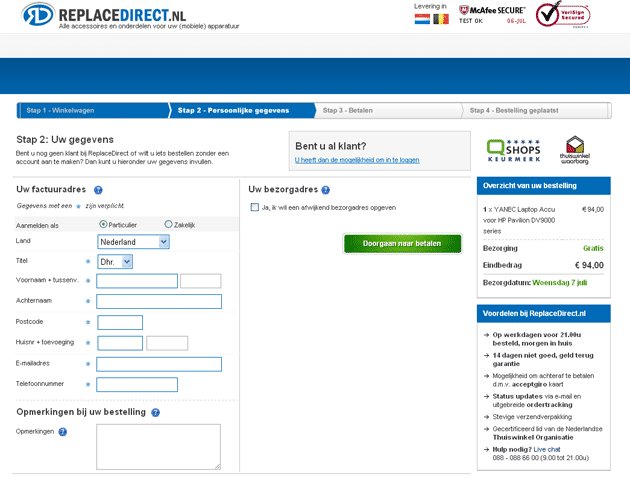 REPLACEDIRECT.NL
Alle accessoires en onderdelen voor uw (mobiele) apparatuur
Levering in
McAfee SECURE™
TEST OK 06-JUL
VeriSign
Secured
Stap 1 - Winkelwagen
Stap 2 - Persoonlijke gegevens
Stap 3 - Betalen
Stap 4 - Bestelling geplaatst
Stap 2: Uw gegevens
Bent u nog geen klant bij ReplaceDirect of wilt u iets bestellen zonder een
account aan te maken? Dan kunt u hieronder uw gegevens invullen.
Bent u al klant?
U heeft dan de mogelijkheid om in te loggen
Uw factuuradres ?
Gegevens met een * zijn verplicht.
Aanmelden als Particulier Zakelijk
Land Nederland
Titel * Dhr.
Voornaam + tussenv. *
Achternaam *
Postcode *
Huisnr + toevoeging *
E-mailadres *
Telefoonnummer *
Opmerkingen bij uw bestelling ?
Opmerkingen ?
Uw bezorgadres ?
Ja, ik wil een afwijkend bezorgadres opgeven
Doorgaan naar betalen
Q SHOPS
KEURMERK
thuiswinkel
waarborg
Overzicht van uw bestelling
1 x YANEC Laptop Accu € 94,00
voor HP Pavilion DV9000
series
Bezorging Gratis
Eindbedrag € 94,00
Bezorgdatum: Woensdag 7 juli
Voordelen bij ReplaceDirect.nl
Op werkdagen voor 21.00u
besteld, morgen in huis
14 dagen niet goed, geld terug
garantie
Mogelijkheid om achteraf te betalen
d.m.v. acceptgiro kaart
Status updates via e-mail en
uitgebreide ordertracking
Stevige verzendverpakking
Gecertificeerd lid van de Nederlandse
Thuiswinkel Organisatie
Hulp nodig? Live chat
088 - 088 66 00 (9.00 tot 21.00u)